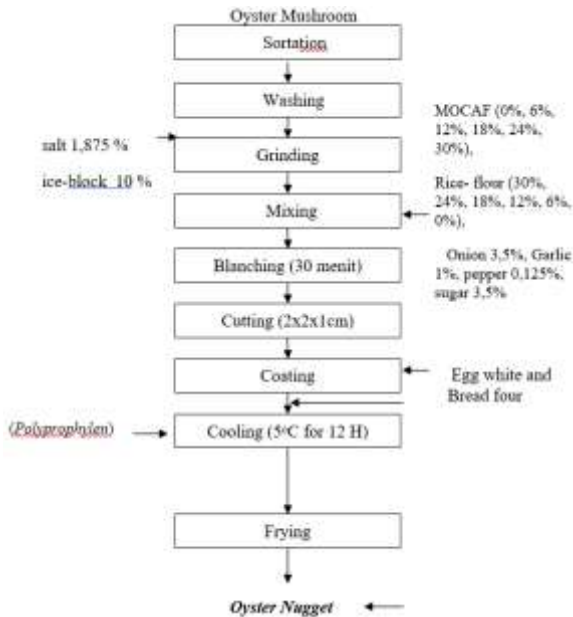 Oyster Mushroom
Sortation
Washing
MOCAF (0%, 6%,
12%, 18%, 24%,
30%),
salt 1,875 %
Grinding
ice-block 10 %
Rice- flour (30%,
24%, 18%, 12%, 6%,
0%),
Mixing
Onion 3,5%, Garlic
1%, pepper 0,125%,
sugar 3,5%
Blanching (30 menit)
Cutting (2x2x1cm)
Coating
Egg white and
Bread four
(Polyprophylen)
Cooling (5°C for 12 H)
Frying
Oyster Nugget